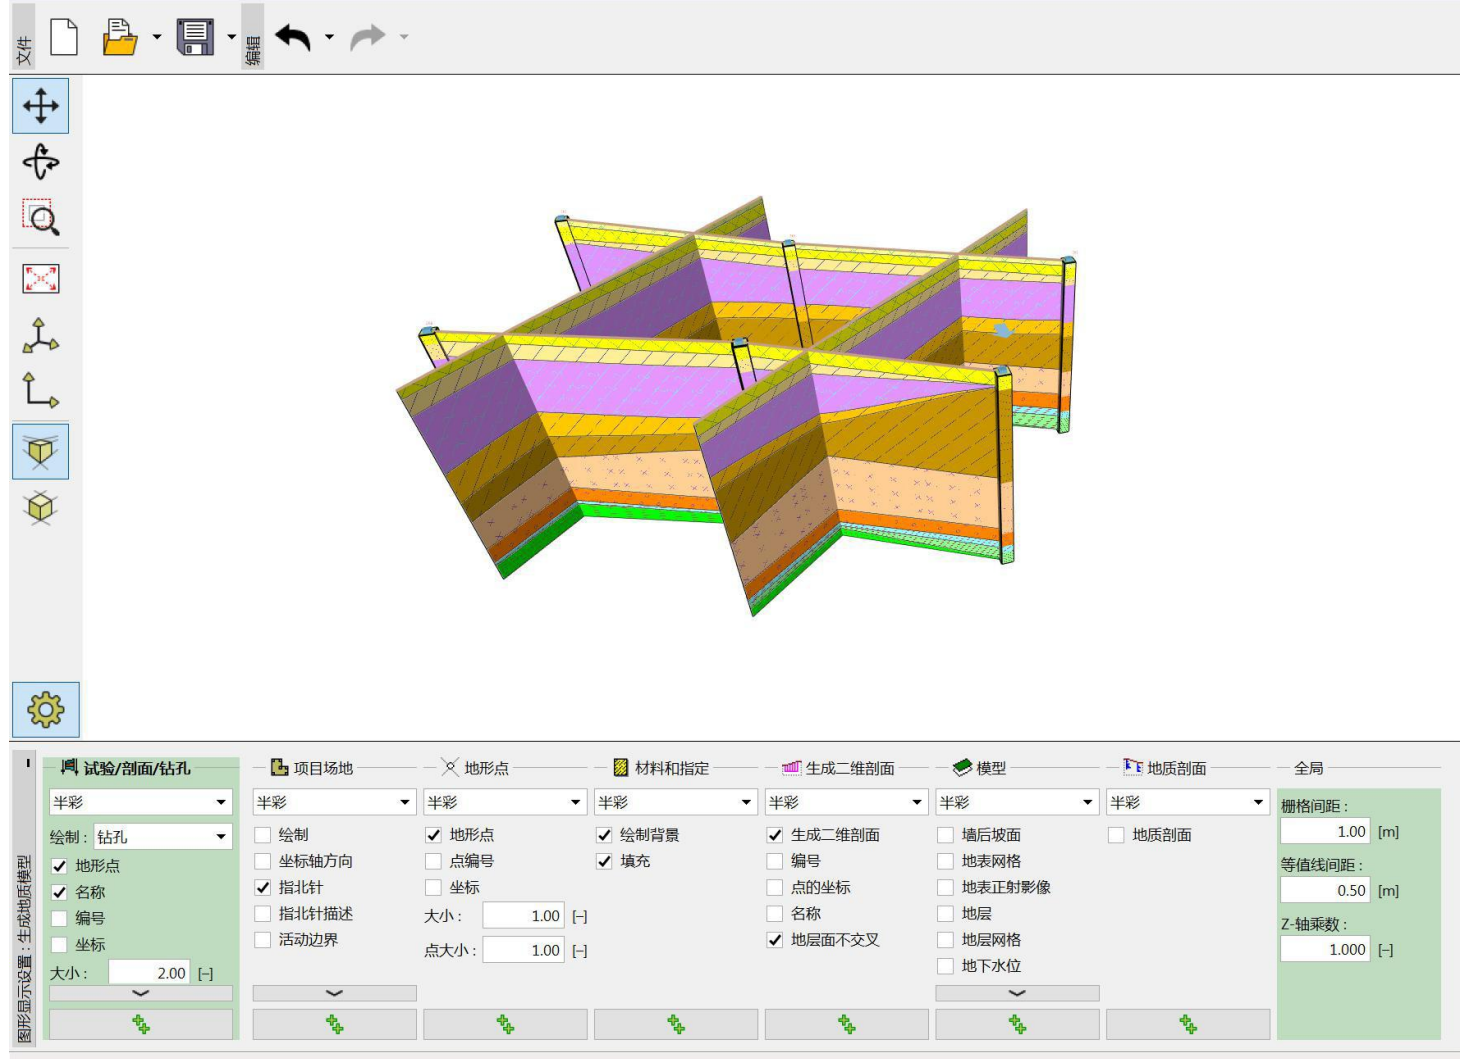 文件
编辑
图形显示设置 : 生成地质模型
试验/剖面/钻孔
半彩
绘制 : 钻孔
地形点
名称
编号
坐标
大小 : 2.00 [–]
项目场地
半彩
绘制
坐标轴方向
指北针
指北针描述
活动边界
地形点
半彩
地形点
点编号
坐标
大小 : 1.00 [–]
点大小 : 1.00 [–]
材料和指定
半彩
绘制背景
填充
生成二维剖面
半彩
生成二维剖面
编号
点的坐标
名称
地层面不交叉
模型
半彩
墙后坡面
地表网格
地表正射影像
地层
地层网格
地下水位
地质剖面
半彩
地质剖面
全局
栅格间距 :
1.00 [m]
等值线间距 :
0.50 [m]
Z-轴乘数 :
1.000 [–]